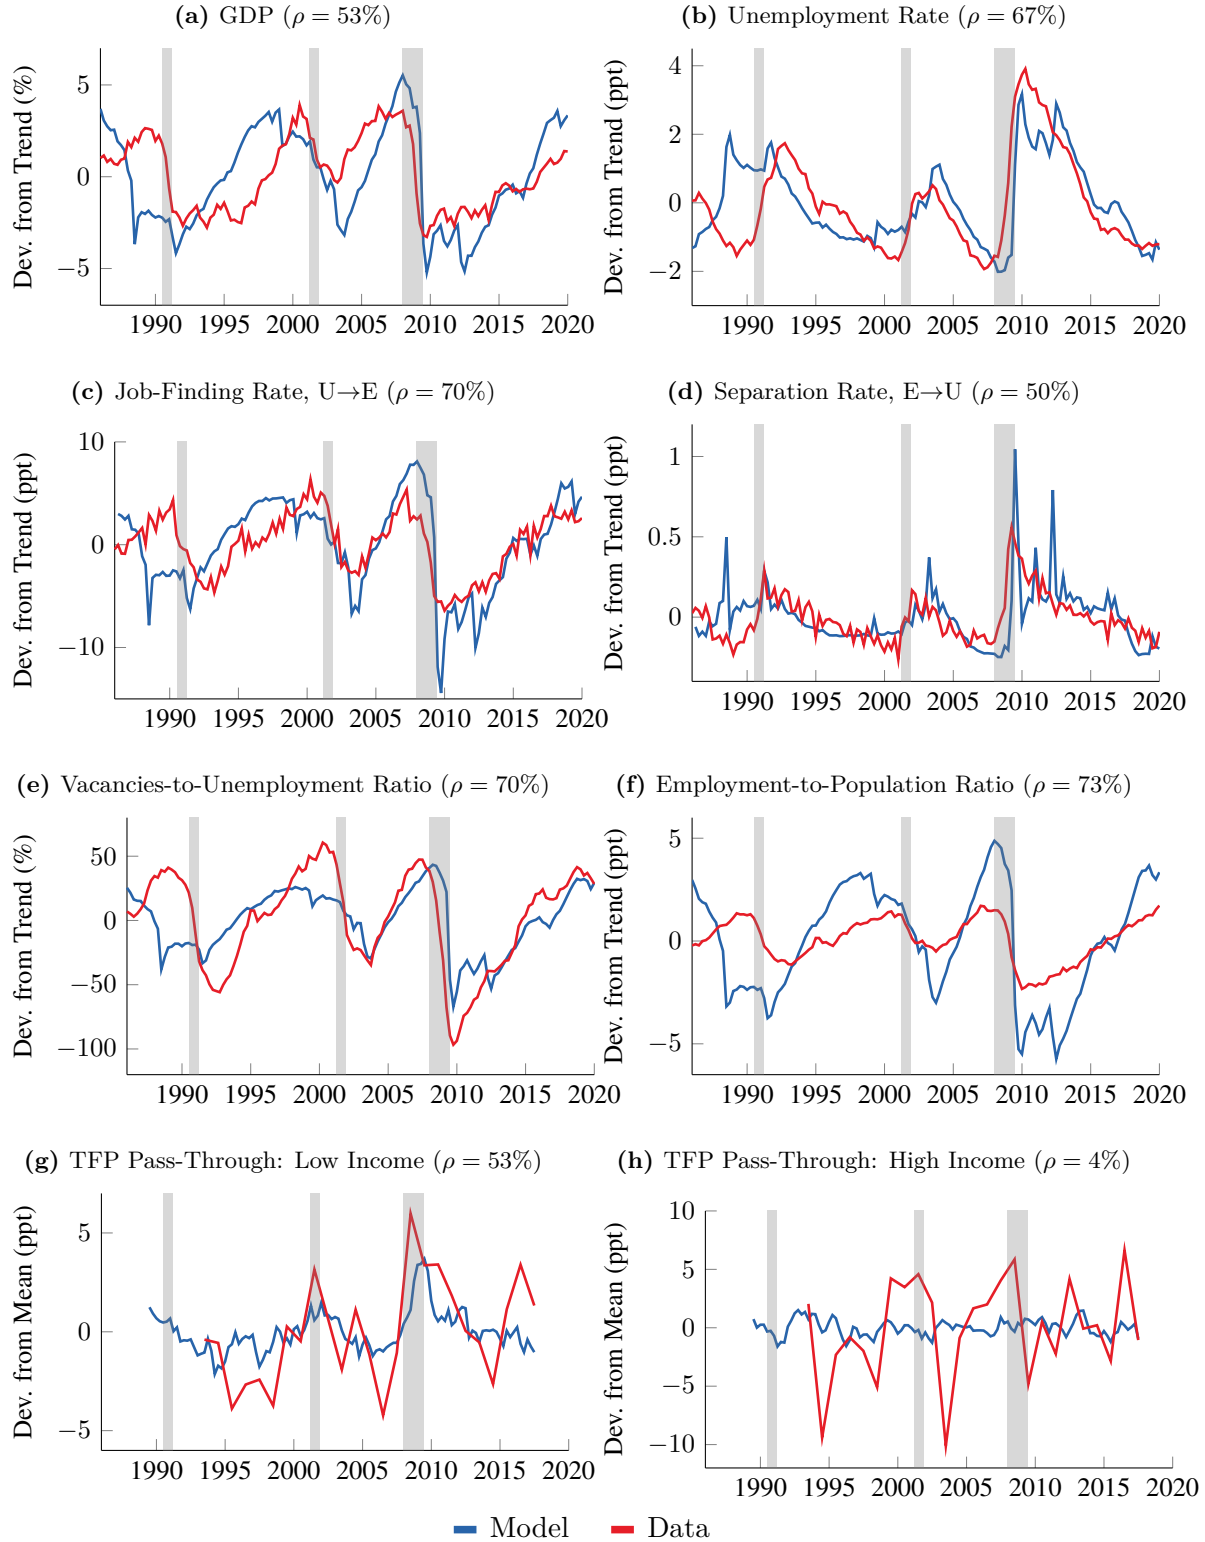 (a) GDP (ρ = 53%)
(b) Unemployment Rate (ρ = 67%)
Dev. from Trend (%)
5
0
−5
1990 1995 2000 2005 2010 2015 2020
Dev. from Trend (ppt)
4
2
0
−2
1990 1995 2000 2005 2010 2015 2020
(c) Job-Finding Rate, U→E (ρ = 70%)
(d) Separation Rate, E→U (ρ = 50%)
Dev. from Trend (ppt)
10
0
−10
1990 1995 2000 2005 2010 2015 2020
Dev. from Trend (ppt)
1
0.5
0
1990 1995 2000 2005 2010 2015 2020
(e) Vacancies-to-Unemployment Ratio (ρ = 70%)
(f) Employment-to-Population Ratio (ρ = 73%)
Dev. from Trend (%)
50
0
−50
−100
1990 1995 2000 2005 2010 2015 2020
Dev. from Trend (ppt)
5
0
−5
1990 1995 2000 2005 2010 2015 2020
(g) TFP Pass-Through: Low Income (ρ = 53%)
(h) TFP Pass-Through: High Income (ρ = 4%)
Dev. from Mean (ppt)
5
0
−5
1990 1995 2000 2005 2010 2015 2020
Dev. from Mean (ppt)
10
5
0
−5
−10
1990 1995 2000 2005 2010 2015 2020
Model Data